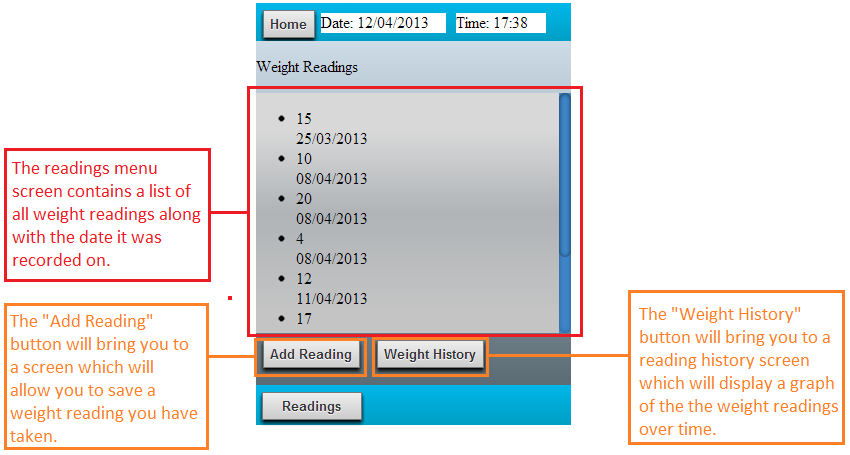 Home Date: 12/04/2013 Time: 17:38
Weight Readings
15
25/03/2013
10
08/04/2013
20
08/04/2013
4
08/04/2013
12
11/04/2013
17
Add Reading Weight History
Readings
The readings menu
screen contains a list of
all weight readings along
with the date it was
recorded on.
The "Add Reading"
button will bring you to
a screen which will
allow you to save a
weight reading you have
taken.
The "Weight History"
button will bring you to a
reading history screen
which will display a graph
of the the weight readings
over time.